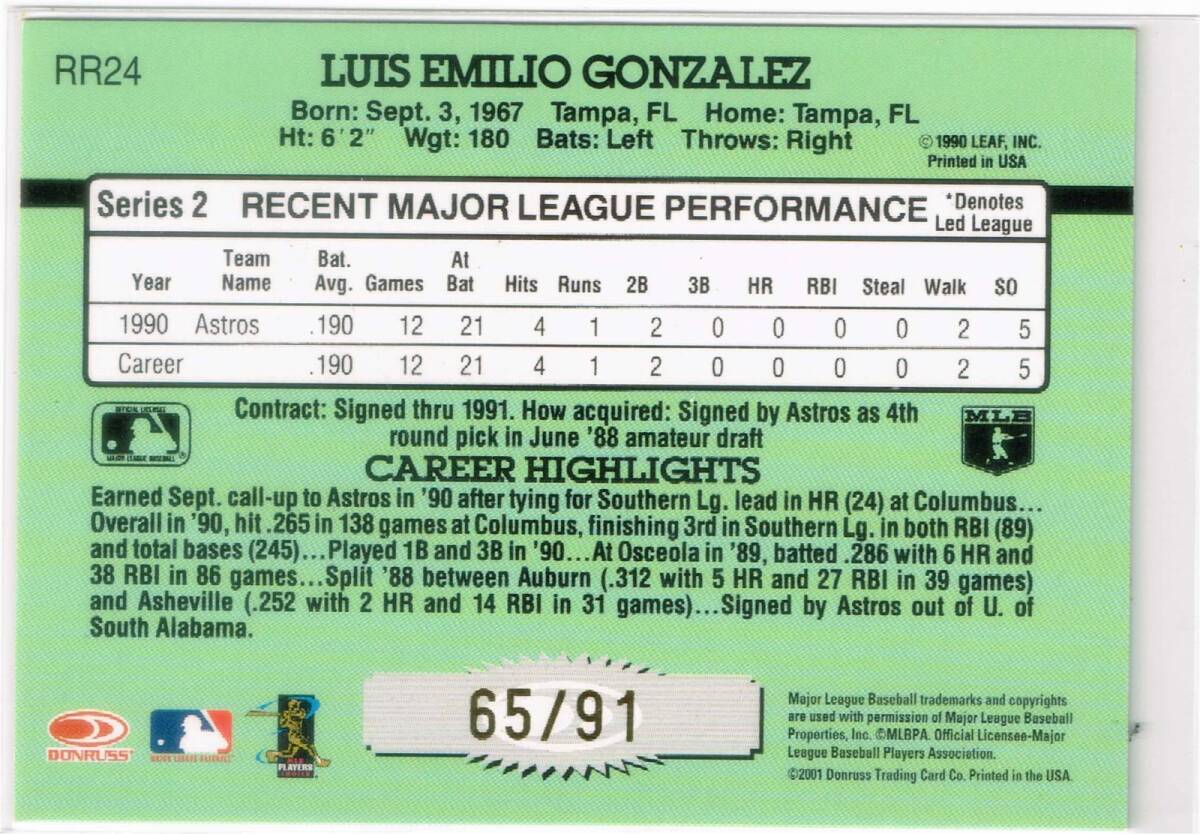 RR24
LUIS EMILIO GONZALEZ
Born: Sept. 3, 1967 Tampa, FL Home: Tampa, FL
Ht: 6'2" Wgt: 180 Bats: Left Throws: Right
©1990 LEAF, INC.
Printed in USA
Series 2 RECENT MAJOR LEAGUE PERFORMANCE
*Denotes
Led League
Year Team Name Bat. Avg. Games At Bat Hits Runs 2B 3B HR RBI Steal Walk SO
1990 Astros .190 12 21 4 1 2 0 0 0 0 2 5
Career .190 12 21 4 1 2 0 0 0 0 2 5
OFFICIAL LICENSEE
MAJOR LEAGUE BASEBALL ®
Contract: Signed thru 1991. How acquired: Signed by Astros as 4th
round pick in June '88 amateur draft
MLB
CAREER HIGHLIGHTS
Earned Sept. call-up to Astros in '90 after tying for Southern Lg. lead in HR (24) at Columbus...
Overall in '90, hit .265 in 138 games at Columbus, finishing 3rd in Southern Lg. in both RBI (89)
and total bases (245)...Played 1B and 3B in '90...At Osceola in '89, batted .286 with 6 HR and
38 RBI in 86 games...Split '88 between Auburn (.312 with 5 HR and 27 RBI in 39 games)
and Asheville (.252 with 2 HR and 14 RBI in 31 games)...Signed by Astros out of U. of
South Alabama.
DONRUSS
MAJOR LEAGUE BASEBALL
MLB
PLAYERS
CHOICE
65/91
Major League Baseball trademarks and copyrights
are used with permission of Major League Baseball
Properties, Inc. ©MLBPA. Official Licensee-Major
League Baseball Players Association.
©2001 Donruss Trading Card Co. Printed in the USA.